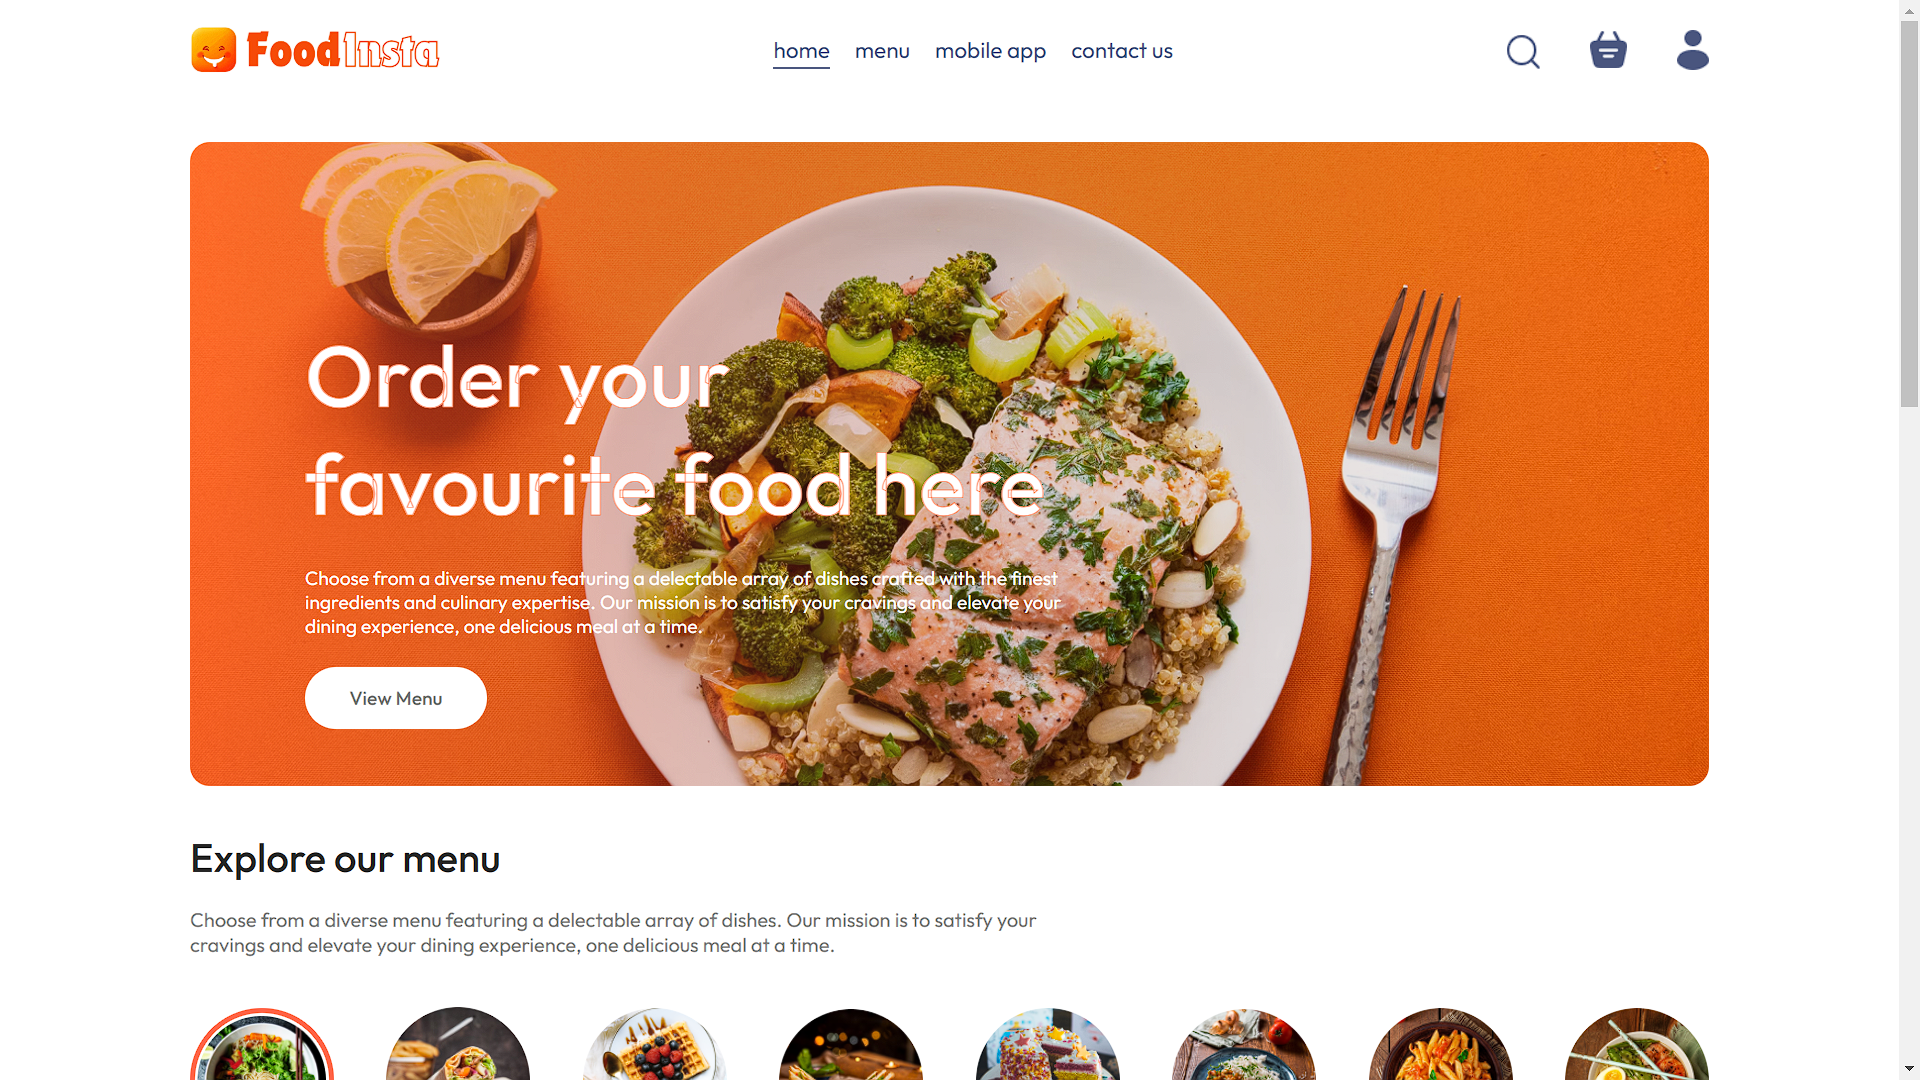 Food Insta
home menu mobile app contact us
Order your
favourite food here
Choose from a diverse menu featuring a delectable array of dishes crafted with the finest
ingredients and culinary expertise. Our mission is to satisfy your cravings and elevate your
dining experience, one delicious meal at a time.
View Menu
Explore our menu
Choose from a diverse menu featuring a delectable array of dishes. Our mission is to satisfy your
cravings and elevate your dining experience, one delicious meal at a time.